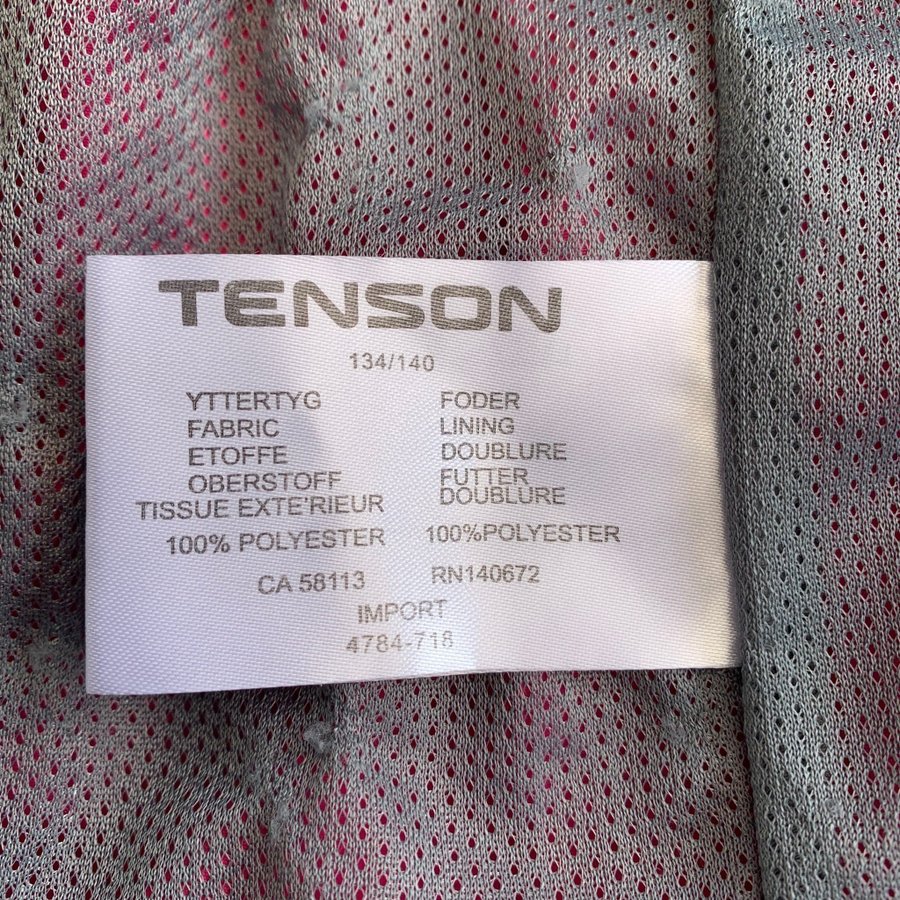 TENSON
134/140
YTTERTYG
FABRIC
ETOFFE
OBERSTOFF
TISSUE EXTE'RIEUR
100% POLYESTER
FODER
LINING
DOUBLURE
FUTTER
DOUBLURE
100%POLYESTER
CA 58113 RN140672
IMPORT
4784-718